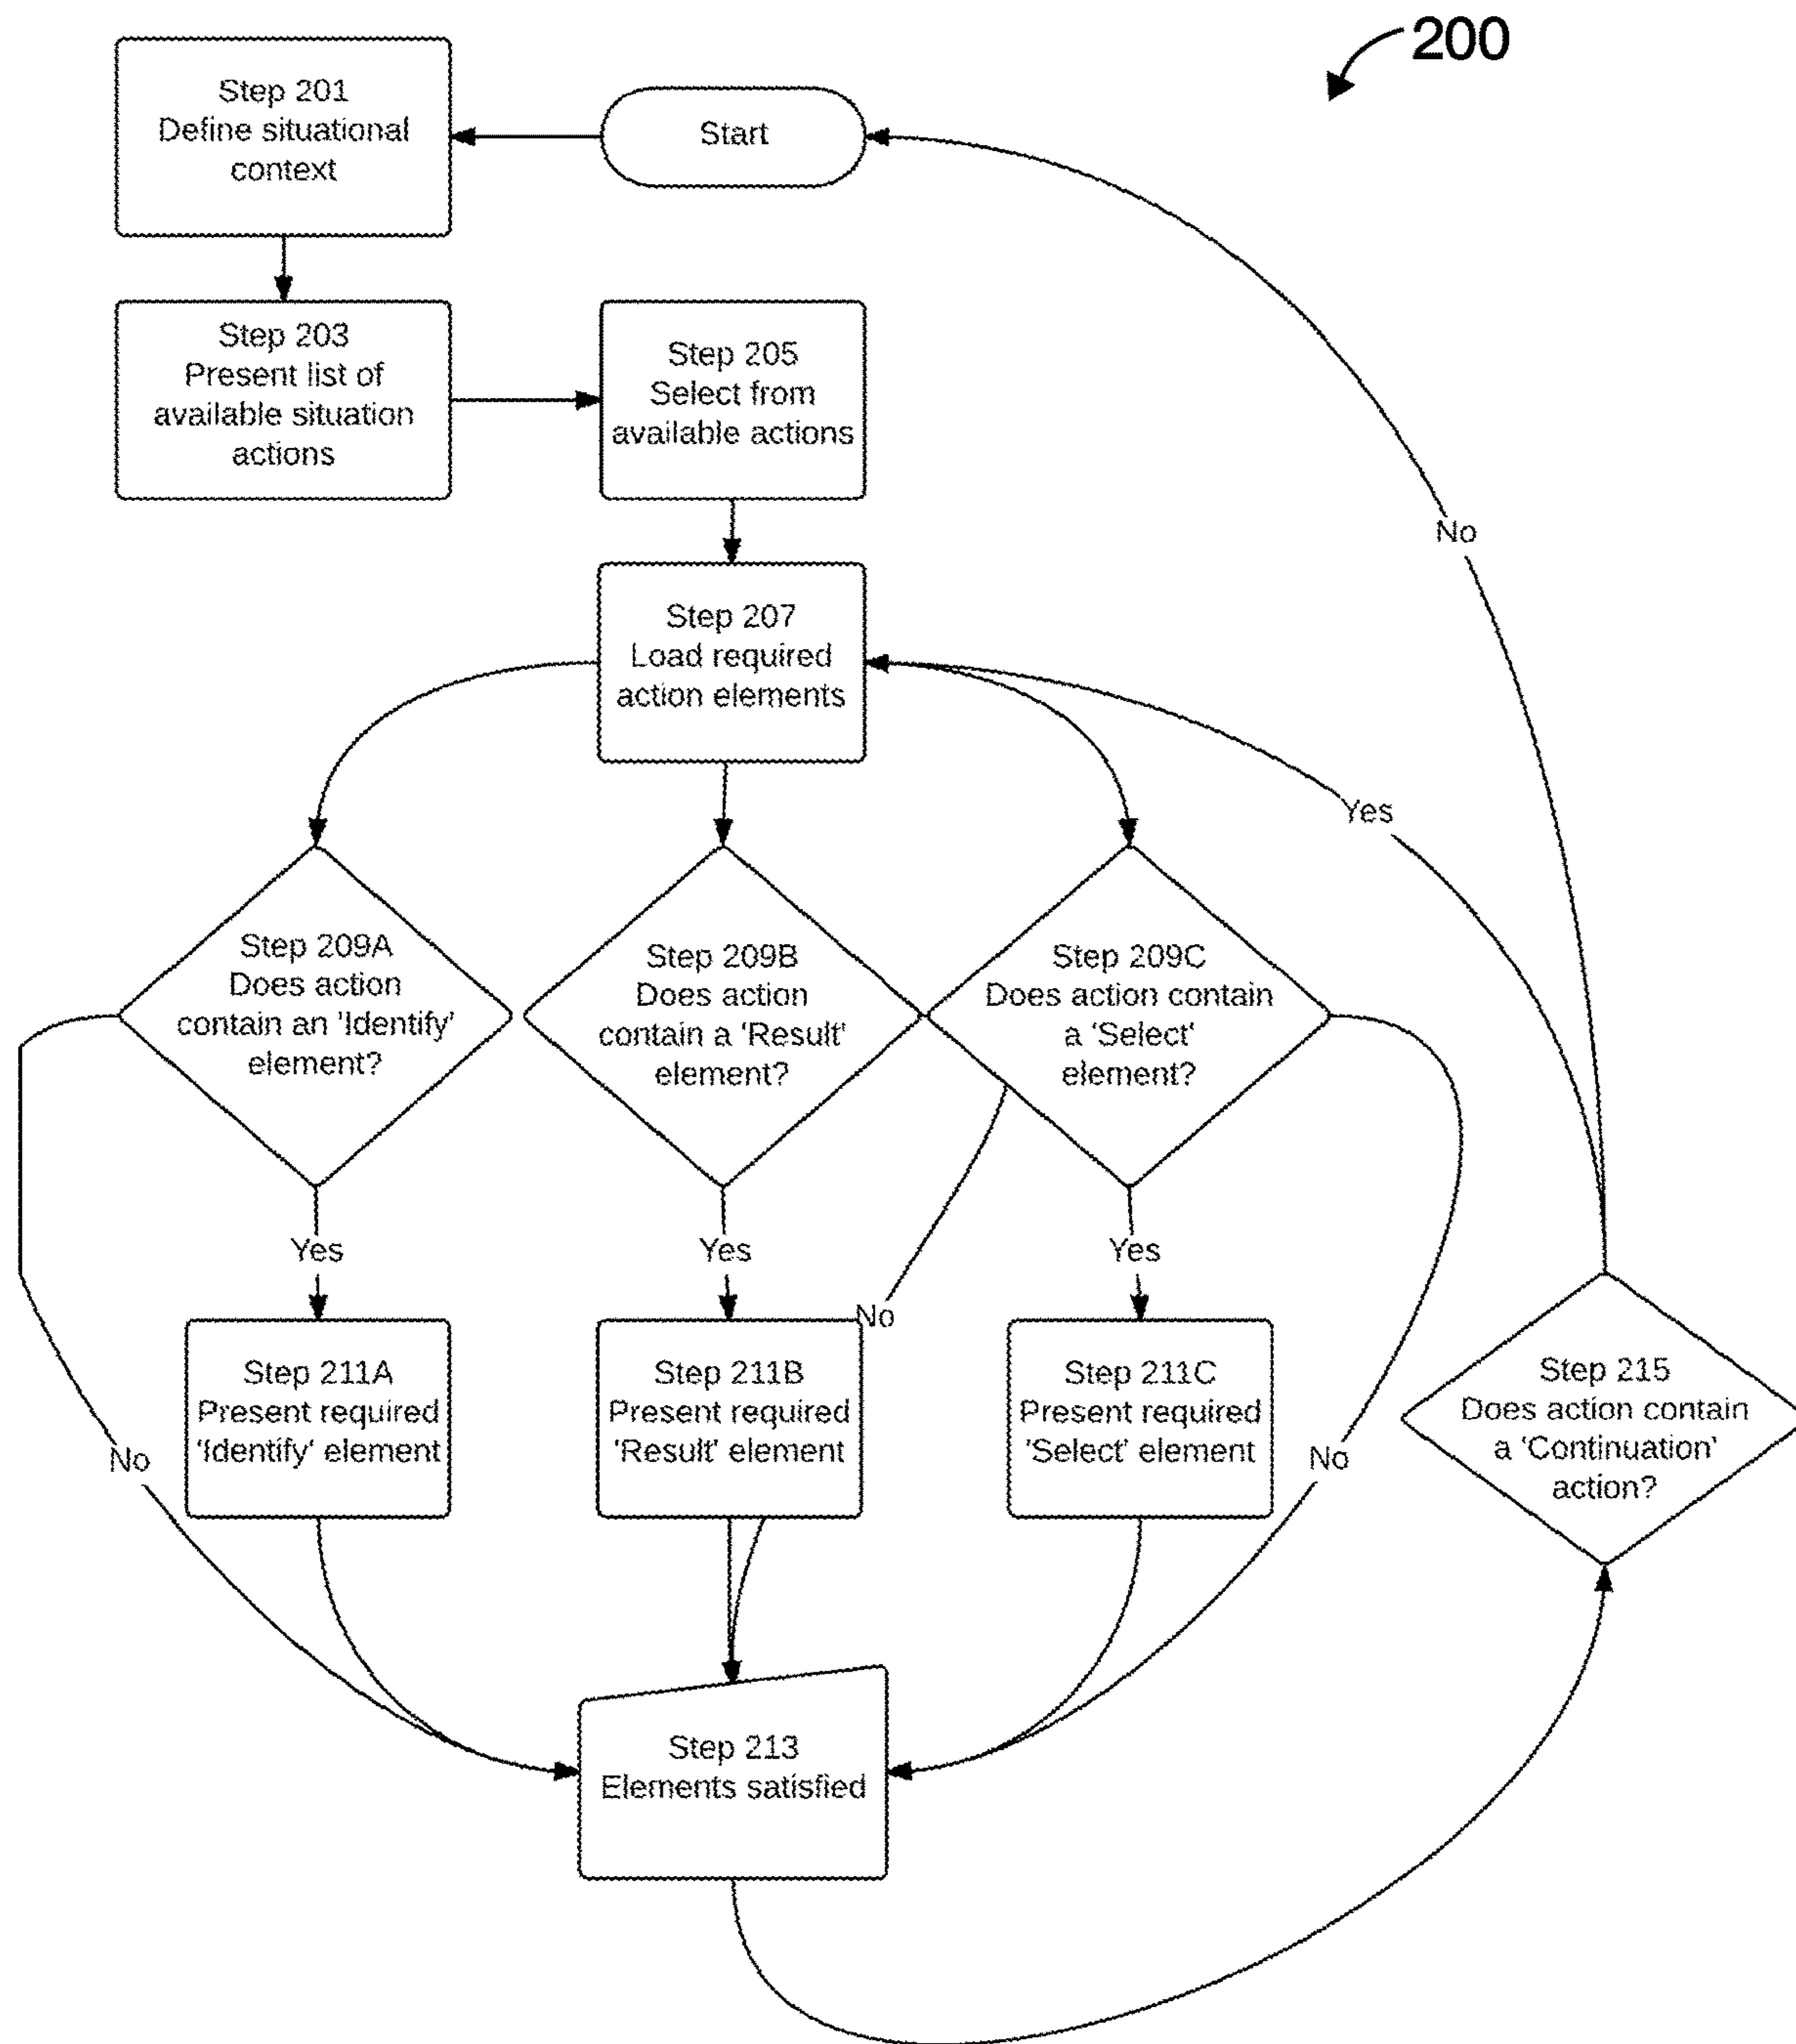 200
Step 201
Define situational
context
Start
Step 203
Present list of
available situation
actions
Step 205
Select from
available actions
No
Step 207
Load required
action elements
Yes
Step 209A
Does action
contain an 'Identify'
element?
Step 209B
Does action
contain a 'Result'
element?
Step 209C
Does action contain
a 'Select'
element?
Yes
Yes
Yes
No
Step 211A
Present required
'Identify' element
Step 211B
Present required
'Result' element
Step 211C
Present required
'Select' element
Step 215
Does action contain
a 'Continuation'
action?
No
No
Step 213
Elements satisfied